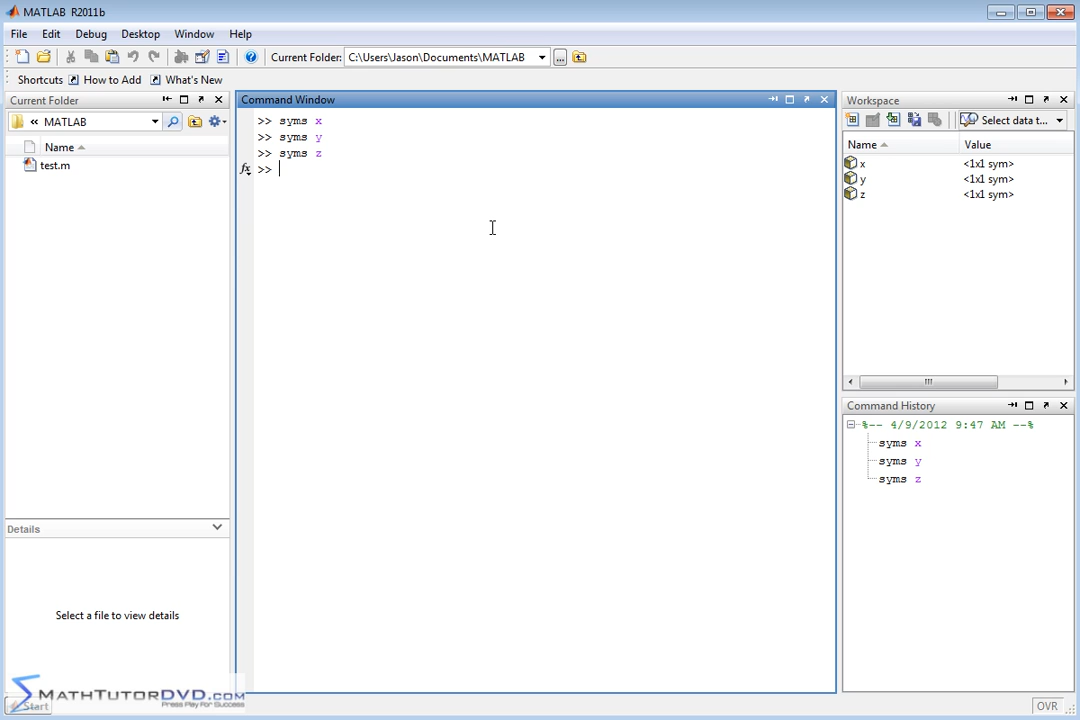 MATLAB R2011b
File Edit Debug Desktop Window Help
Current Folder: C:\Users\Jason\Documents\MATLAB ...
Shortcuts How to Add What's New
Current Folder
« MATLAB
Name
test.m
Details
Select a file to view details
MATHTUTORDVD.COM
Press Play For Success
Start
Command Window
>> syms x
>> syms y
>> syms z
fx >>
Workspace
Select data t...
Name Value
x <1x1 sym>
y <1x1 sym>
z <1x1 sym>
Command History
%-- 4/9/2012 9:47 AM --%
syms x
syms y
syms z
OVR